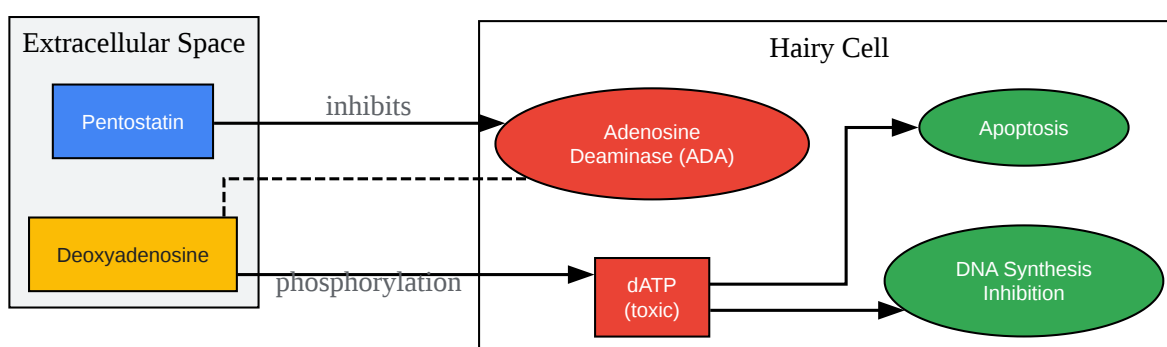 Extracellular Space
Hairy Cell
Pentostatin
inhibits
Adenosine
Deaminase (ADA)
Apoptosis
Deoxyadenosine
phosphorylation
dATP
(toxic)
DNA Synthesis
Inhibition